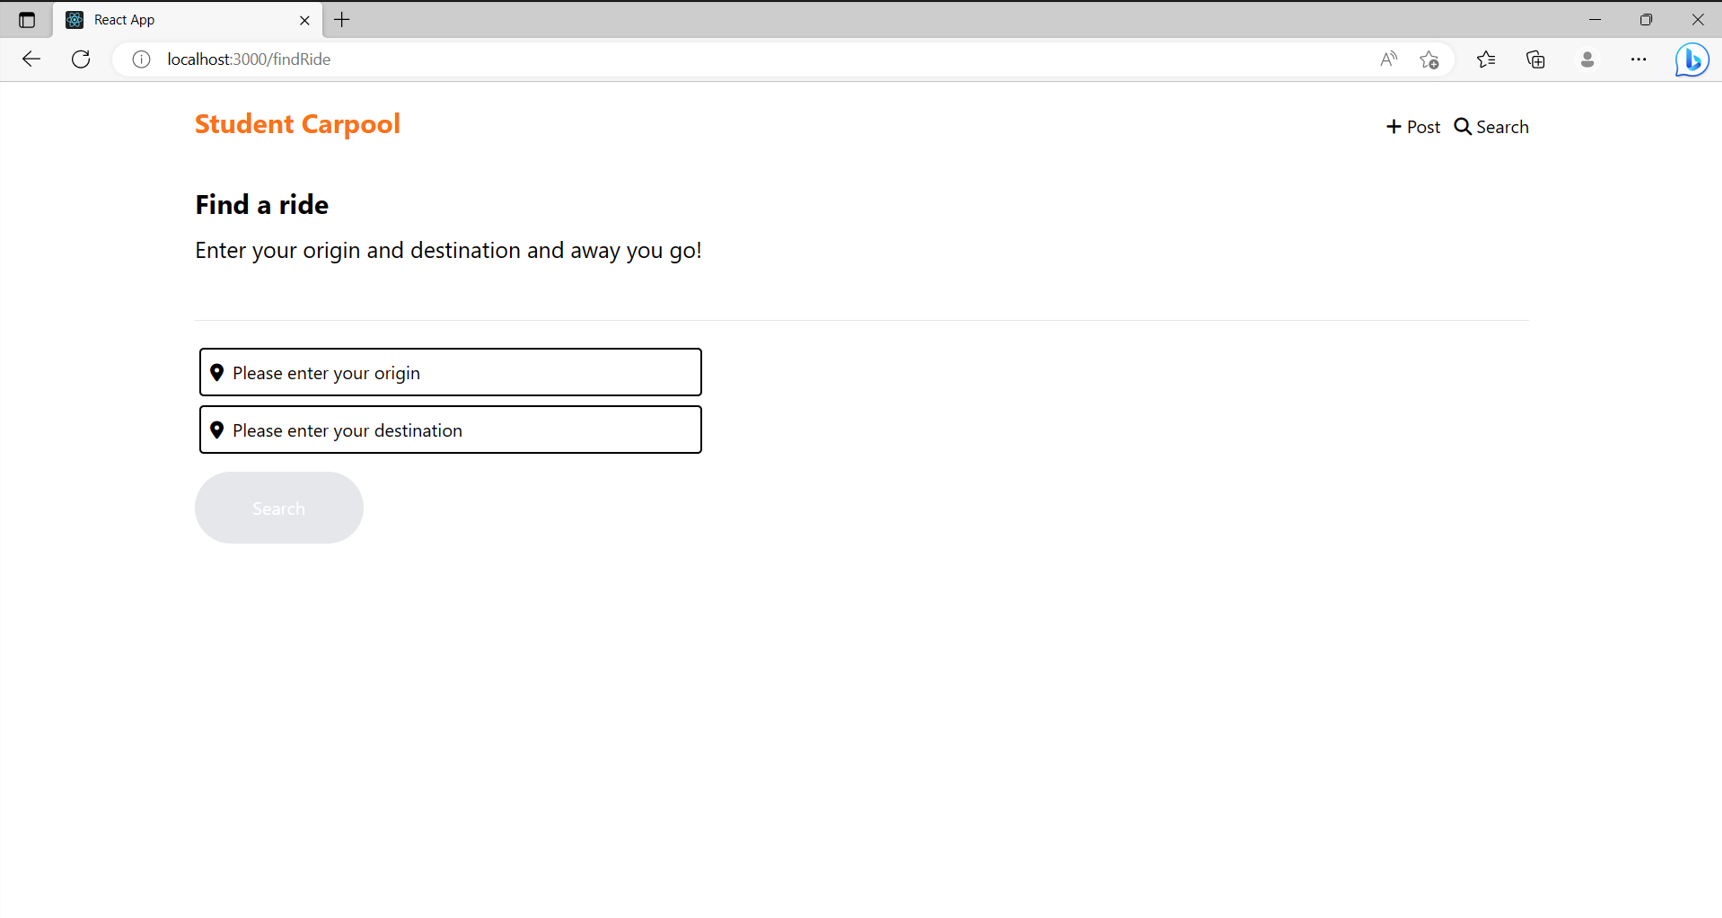 React App
localhost:3000/findRide
Student Carpool
Post Search
Find a ride
Enter your origin and destination and away you go!
Please enter your origin
Please enter your destination
Search